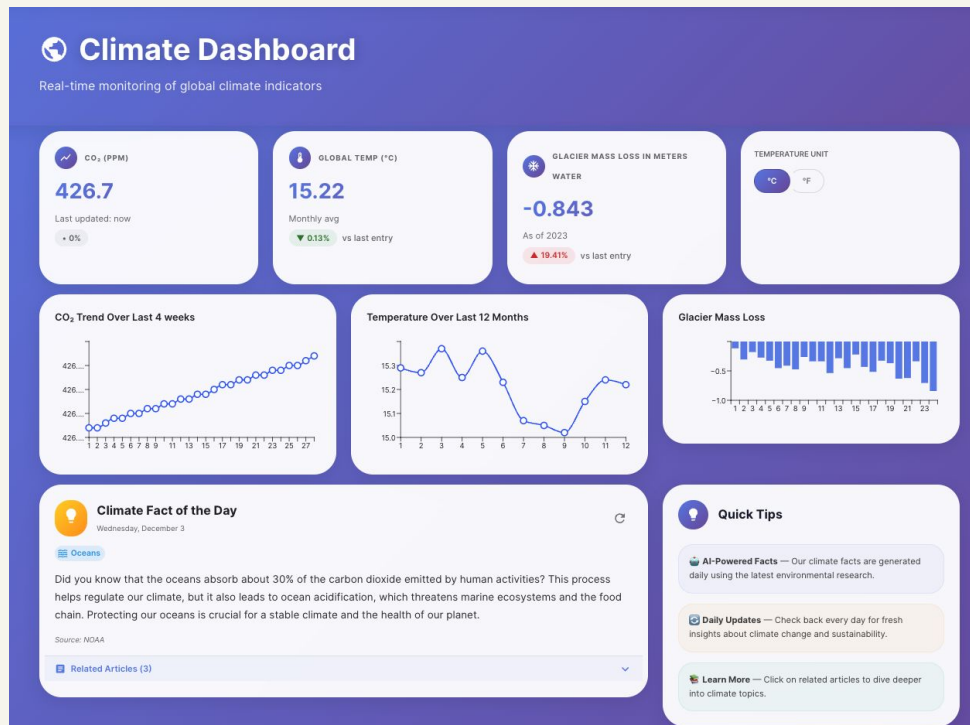 Climate Dashboard
Real-time monitoring of global climate indicators
CO₂ (PPM)
426.7
Last updated: now
• 0%
GLOBAL TEMP (°C)
15.22
Monthly avg
▼ 0.13% vs last entry
GLACIER MASS LOSS IN METERS
WATER
-0.843
As of 2023
▲ 19.41% vs last entry
TEMPERATURE UNIT
°C °F
CO₂ Trend Over Last 4 weeks
426....
426....
426....
426....
1 2 3 4 5 6 7 8 9 11 13 15 17 19 21 23 25 27
Temperature Over Last 12 Months
15.3
15.2
15.1
15.0
1 2 3 4 5 6 7 8 9 10 11 12
Glacier Mass Loss
−0.5
−1.0
1 2 3 4 5 6 7 8 9 11 13 15 17 19 21 23
Climate Fact of the Day
Wednesday, December 3
Oceans
Did you know that the oceans absorb about 30% of the carbon dioxide emitted by human activities? This process
helps regulate our climate, but it also leads to ocean acidification, which threatens marine ecosystems and the food
chain. Protecting our oceans is crucial for a stable climate and the health of our planet.
Source: NOAA
Related Articles (3)
Quick Tips
AI-Powered Facts — Our climate facts are generated
daily using the latest environmental research.
Daily Updates — Check back every day for fresh
insights about climate change and sustainability.
Learn More — Click on related articles to dive deeper
into climate topics.